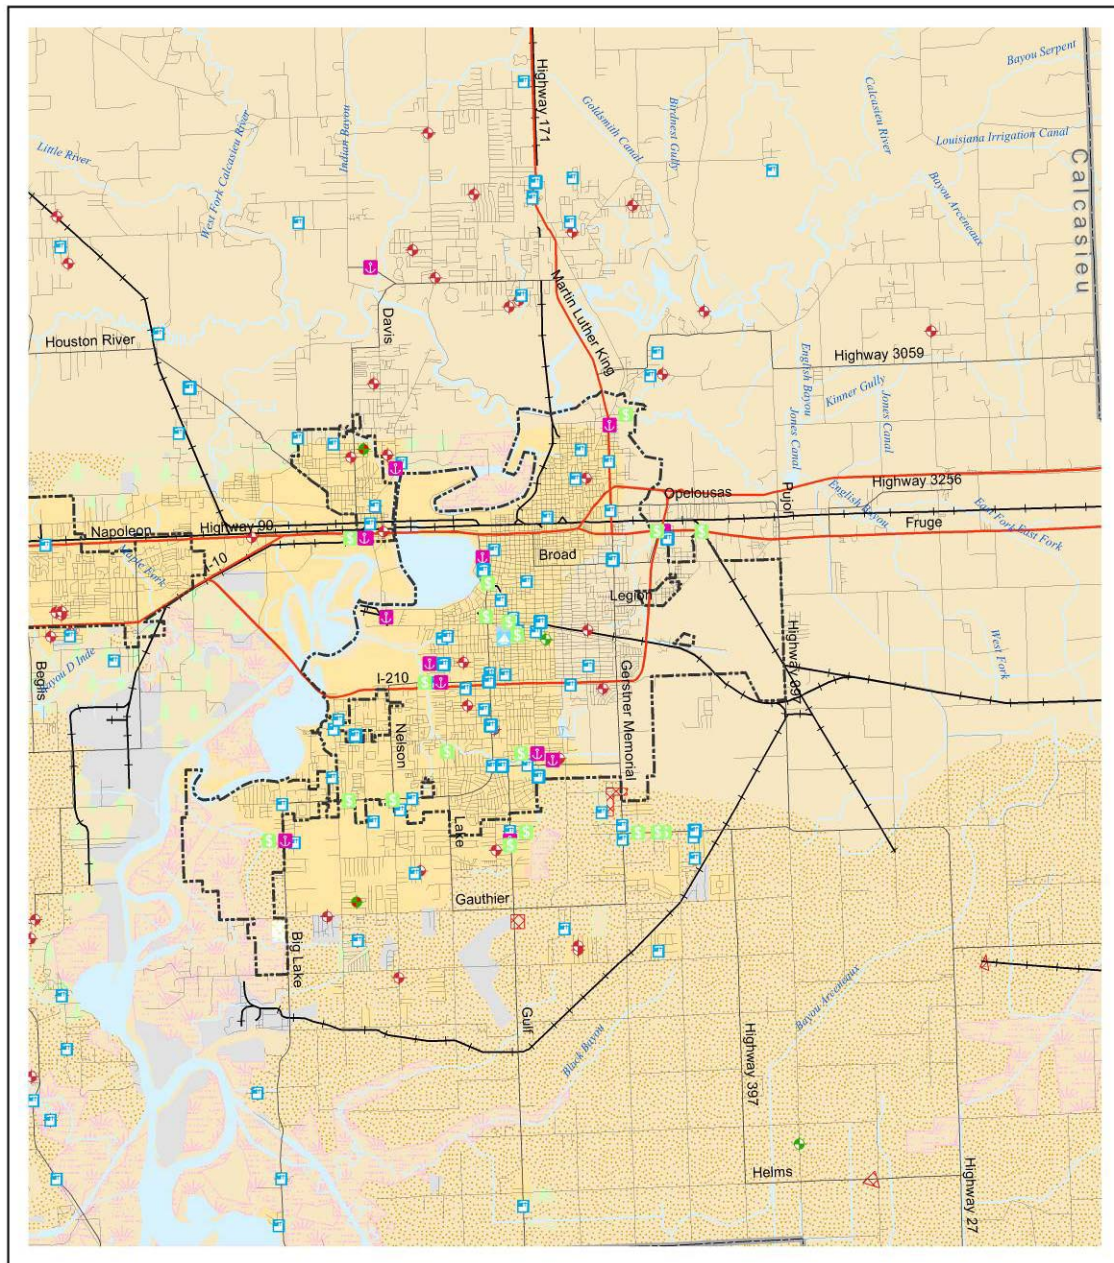 Highway 171
Bayou Serpent
Calcasieu River
Goldsmith Canal
Birdnest Gully
Indian Bayou
West Fork Calcasieu River
Little River
Louisiana Irrigation Canal
Bayou Arceneaux
Calcasieu
Martin Luther King
Davis
Houston River
Highway 3059
English Bayou
Kinner Gully
Jones Canal
Jones Canal
Highway 3256
Opelousas
Pujol
English Bayou
East Fork
East Fork
Napoleon
Highway 90
Fruge
Broad
I-10
Maple Fork
Legion
Highway 397
West Fork
Bayou D Inde
Beglis
I-210
Gerstner Memorial
Nelson
Lake
Gauthier
Big Lake
Gulf
Black Bayou
Bayou Arceneaux
Highway 397
Helms
Highway 27